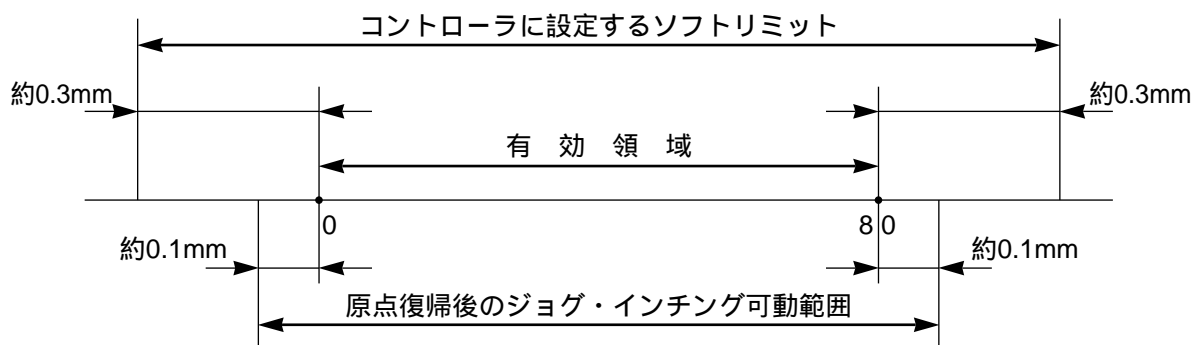 コントローラに設定するソフトリミット
約0.3mm
約0.3mm
有効領域
0
80
約0.1mm
約0.1mm
原点復帰後のジョグ・インチング可動範囲